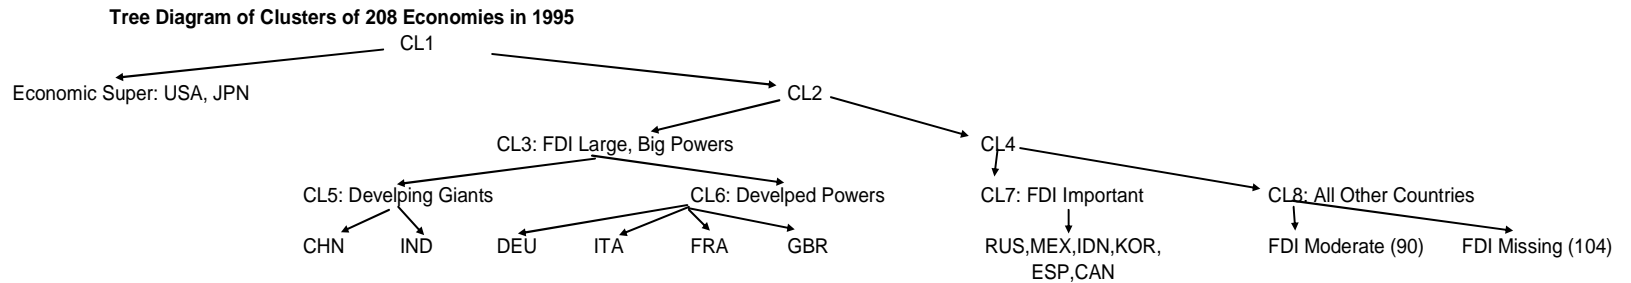 Tree Diagram of Clusters of 208 Economies in 1995
CL1
Economic Super: USA, JPN
CL2
CL3: FDI Large, Big Powers
CL4
CL5: Develping Giants
CL6: Develped Powers
CL7: FDI Important
CL8: All Other Countries
CHN
IND
DEU
ITA
FRA
GBR
RUS,MEX,IDN,KOR,
ESP,CAN
FDI Moderate (90)
FDI Missing (104)